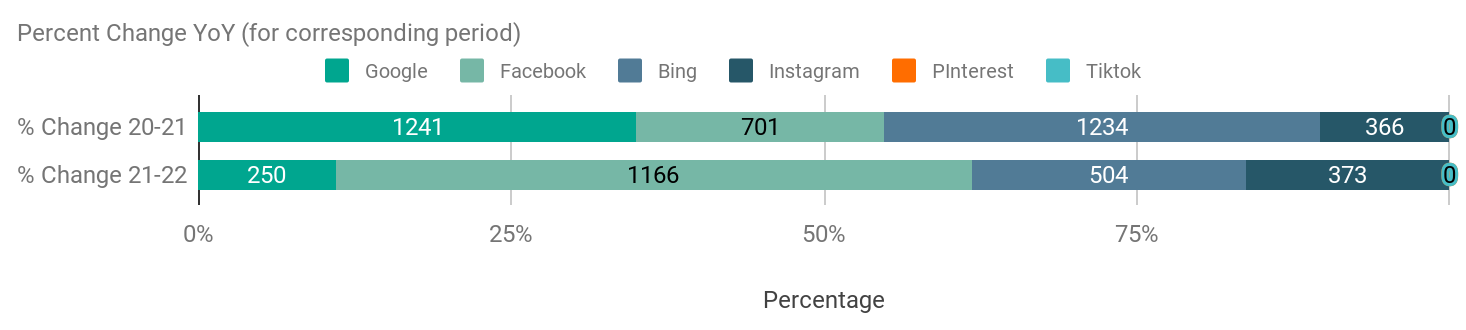 Percent Change YoY (for corresponding period)
Google Facebook Bing Instagram PInterest Tiktok
% Change 20-21 1241 701 1234 366 0
% Change 21-22 250 1166 504 373 0
0% 25% 50% 75%
Percentage